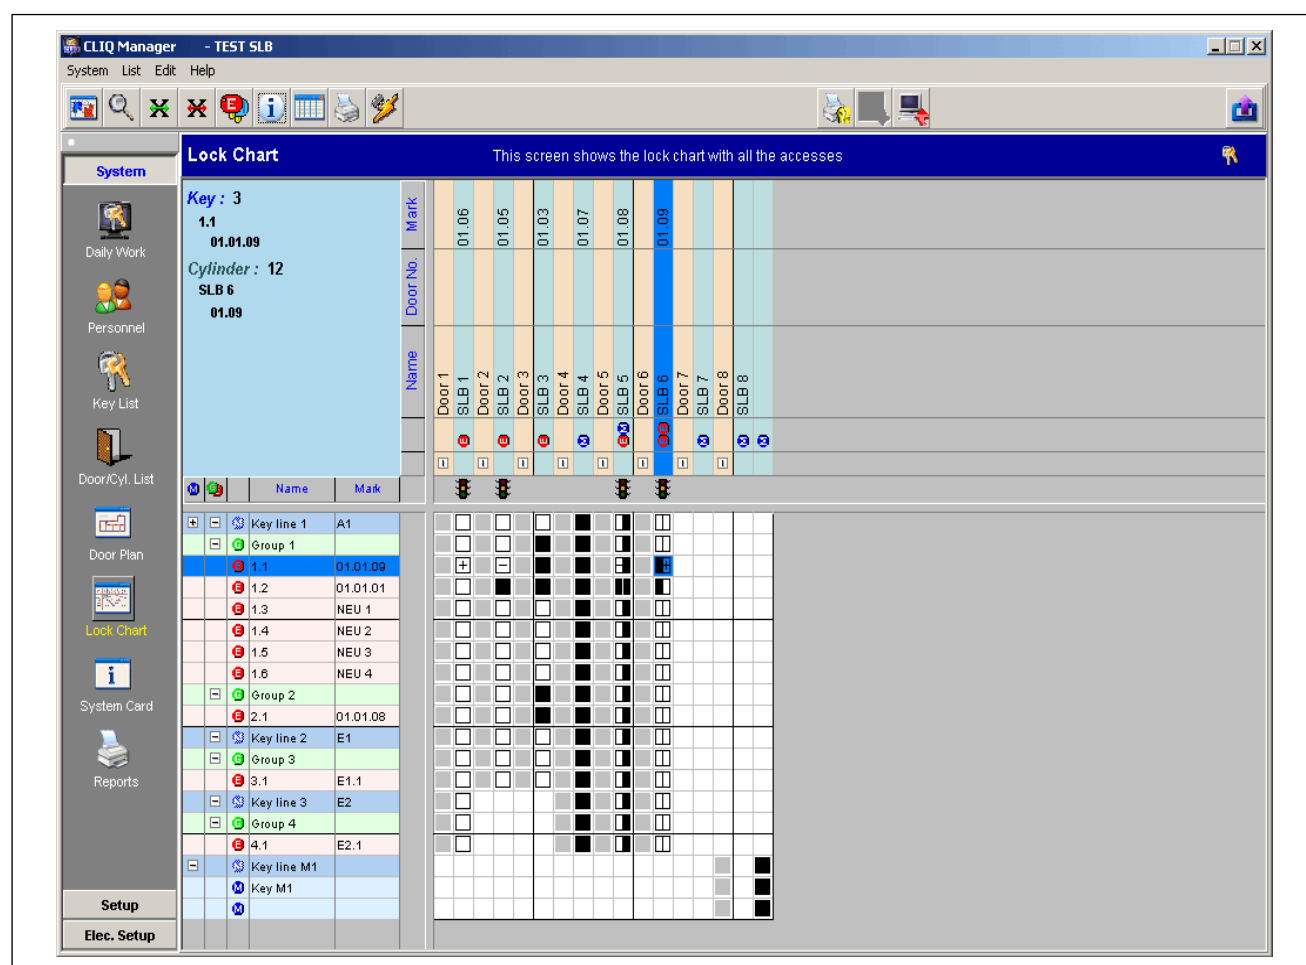 CLIQ Manager - TEST SLB
System List Edit Help
Lock Chart
This screen shows the lock chart with all the accesses
System
Daily Work
Personnel
Key List
Door/Cyl. List
Door Plan
Lock Chart
System Card
Reports
Setup
Elec. Setup
Key : 3
1.1
01.01.09
Cylinder : 12
SLB 6
01.09
Mark
01.06
01.05
01.03
01.07
01.08
01.09
Door No.
Name
Door 1
SLB 1
Door 2
SLB 2
Door 3
SLB 3
Door 4
SLB 4
Door 5
SLB 5
Door 6
SLB 6
Door 7
SLB 7
Door 8
SLB 8
Name Mark
Key line 1 A1
Group 1
1.1 01.01.09
1.2 01.01.01
1.3 NEU 1
1.4 NEU 2
1.5 NEU 3
1.6 NEU 4
Group 2
2.1 01.01.08
Key line 2 E1
Group 3
3.1 E1.1
Key line 3 E2
Group 4
4.1 E2.1
Key line M1
Key M1